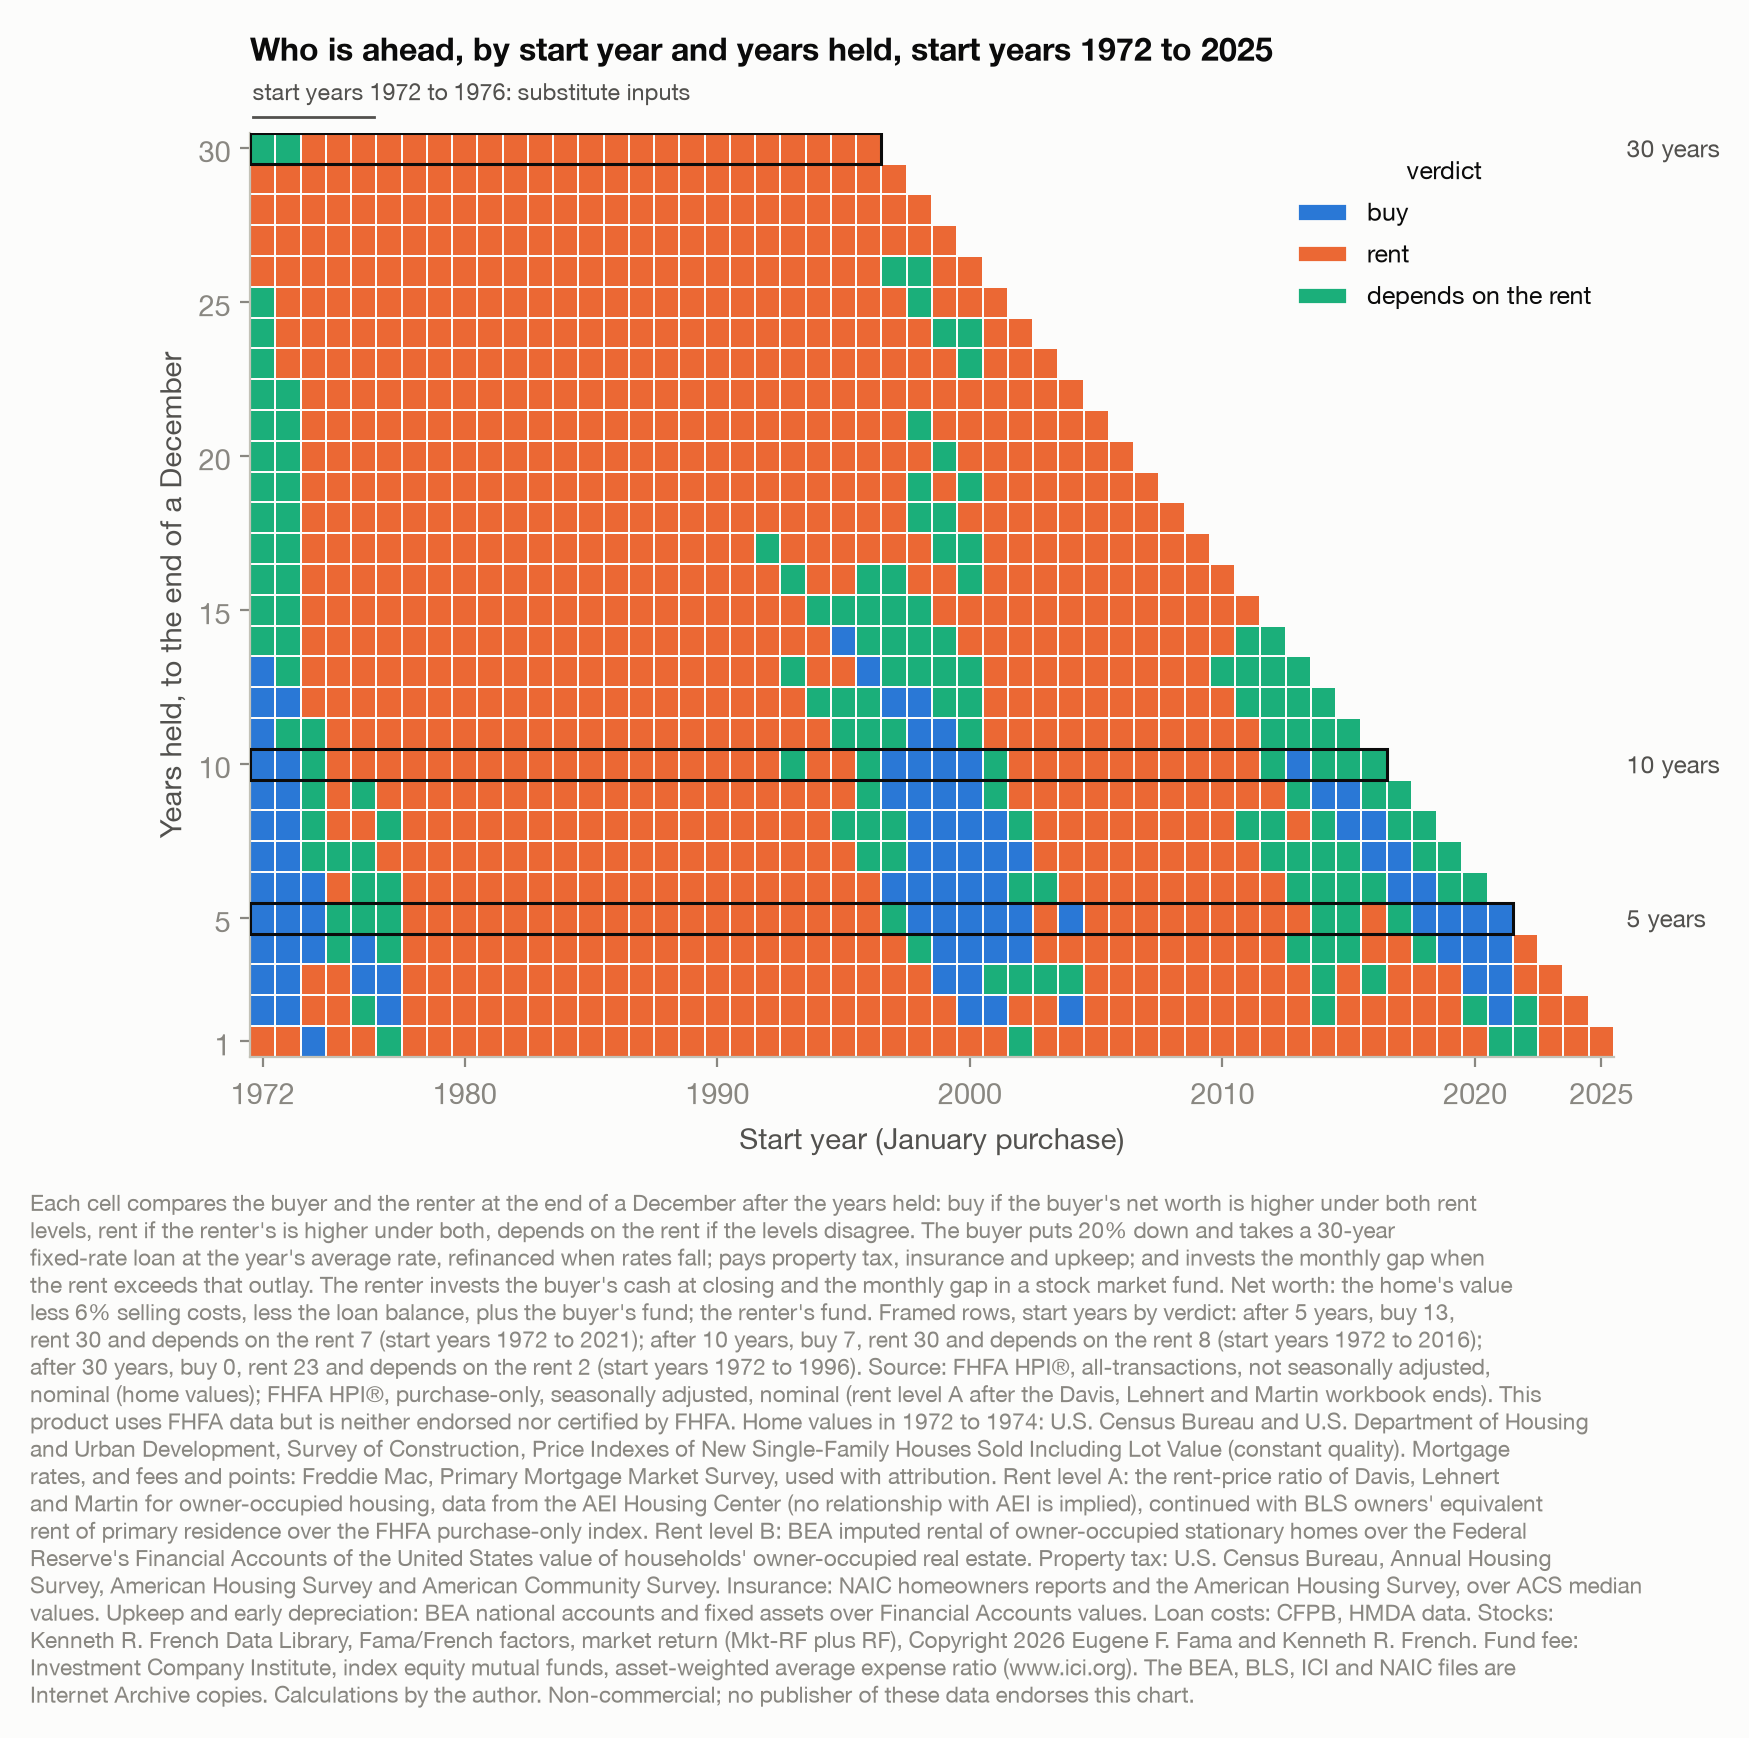 Who is ahead, by start year and years held, start years 1972 to 2025
start years 1972 to 1976: substitute inputs
30
25
20
15
10
5
1
Years held, to the end of a December
30 years
10 years
5 years
verdict
buy
rent
depends on the rent
1972
1980
1990
2000
2010
2020
2025
Start year (January purchase)
Each cell compares the buyer and the renter at the end of a December after the years held: buy if the buyer's net worth is higher under both rent
levels, rent if the renter's is higher under both, depends on the rent if the levels disagree. The buyer puts 20% down and takes a 30-year
fixed-rate loan at the year's average rate, refinanced when rates fall; pays property tax, insurance and upkeep; and invests the monthly gap when
the rent exceeds that outlay. The renter invests the buyer's cash at closing and the monthly gap in a stock market fund. Net worth: the home's value
less 6% selling costs, less the loan balance, plus the buyer's fund; the renter's fund. Framed rows, start years by verdict: after 5 years, buy 13,
rent 30 and depends on the rent 7 (start years 1972 to 2021); after 10 years, buy 7, rent 30 and depends on the rent 8 (start years 1972 to 2016);
after 30 years, buy 0, rent 23 and depends on the rent 2 (start years 1972 to 1996). Source: FHFA HPI®, all-transactions, not seasonally adjusted,
nominal (home values); FHFA HPI®, purchase-only, seasonally adjusted, nominal (rent level A after the Davis, Lehnert and Martin workbook ends). This
product uses FHFA data but is neither endorsed nor certified by FHFA. Home values in 1972 to 1974: U.S. Census Bureau and U.S. Department of Housing
and Urban Development, Survey of Construction, Price Indexes of New Single-Family Houses Sold Including Lot Value (constant quality). Mortgage
rates, and fees and points: Freddie Mac, Primary Mortgage Market Survey, used with attribution. Rent level A: the rent-price ratio of Davis, Lehnert
and Martin for owner-occupied housing, data from the AEI Housing Center (no relationship with AEI is implied), continued with BLS owners' equivalent
rent of primary residence over the FHFA purchase-only index. Rent level B: BEA imputed rental of owner-occupied stationary homes over the Federal
Reserve's Financial Accounts of the United States value of households' owner-occupied real estate. Property tax: U.S. Census Bureau, Annual Housing
Survey, American Housing Survey and American Community Survey. Insurance: NAIC homeowners reports and the American Housing Survey, over ACS median
values. Upkeep and early depreciation: BEA national accounts and fixed assets over Financial Accounts values. Loan costs: CFPB, HMDA data. Stocks:
Kenneth R. French Data Library, Fama/French factors, market return (Mkt-RF plus RF), Copyright 2026 Eugene F. Fama and Kenneth R. French. Fund fee:
Investment Company Institute, index equity mutual funds, asset-weighted average expense ratio (www.ici.org). The BEA, BLS, ICI and NAIC files are
Internet Archive copies. Calculations by the author. Non-commercial; no publisher of these data endorses this chart.